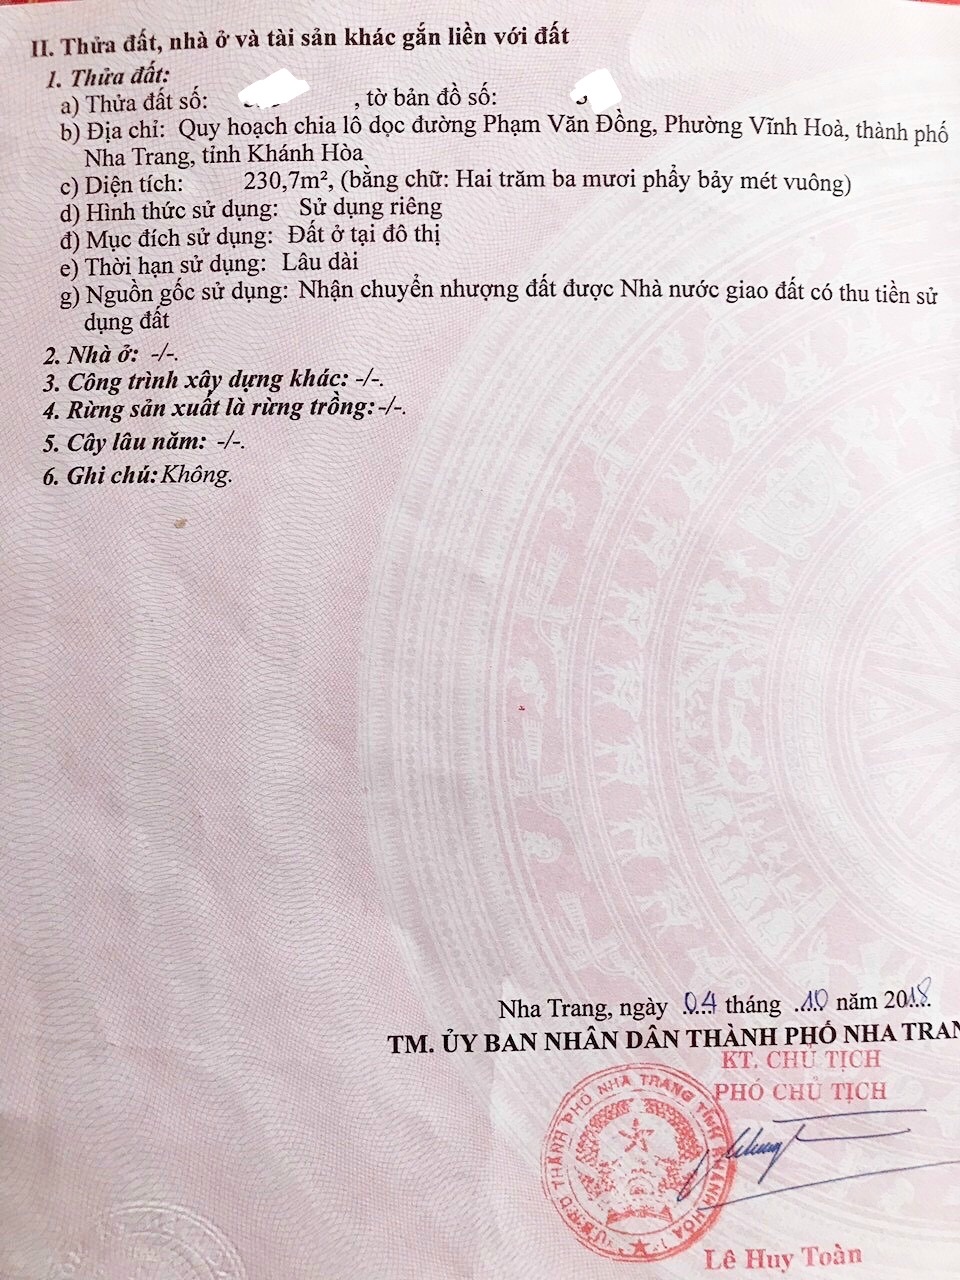 II. Thửa đất, nhà ở và tài sản khác gắn liền với đất
1. Thửa đất:
a) Thửa đất số: , tờ bản đồ số:
b) Địa chỉ: Quy hoạch chia lô dọc đường Phạm Văn Đồng, Phường Vĩnh Hoà, thành phố
Nha Trang, tỉnh Khánh Hòa
c) Diện tích: 230,7m², (bằng chữ: Hai trăm ba mươi phẩy bảy mét vuông)
d) Hình thức sử dụng: Sử dụng riêng
đ) Mục đích sử dụng: Đất ở tại đô thị
e) Thời hạn sử dụng: Lâu dài
g) Nguồn gốc sử dụng: Nhận chuyển nhượng đất được Nhà nước giao đất có thu tiền sử
dụng đất
2. Nhà ở: -/-.
3. Công trình xây dựng khác: -/-.
4. Rừng sản xuất là rừng trồng: -/-.
5. Cây lâu năm: -/-.
6. Ghi chú: Không.
Nha Trang, ngày 04 tháng 10 năm 2018
TM. ỦY BAN NHÂN DÂN THÀNH PHỐ NHA TRAN
KT. CHỦ TỊCH
PHÓ CHỦ TỊCH
U.B.N.D THÀNH PHỐ NHA TRANG TỈNH KHÁNH HÒA
Lê Huy Toàn